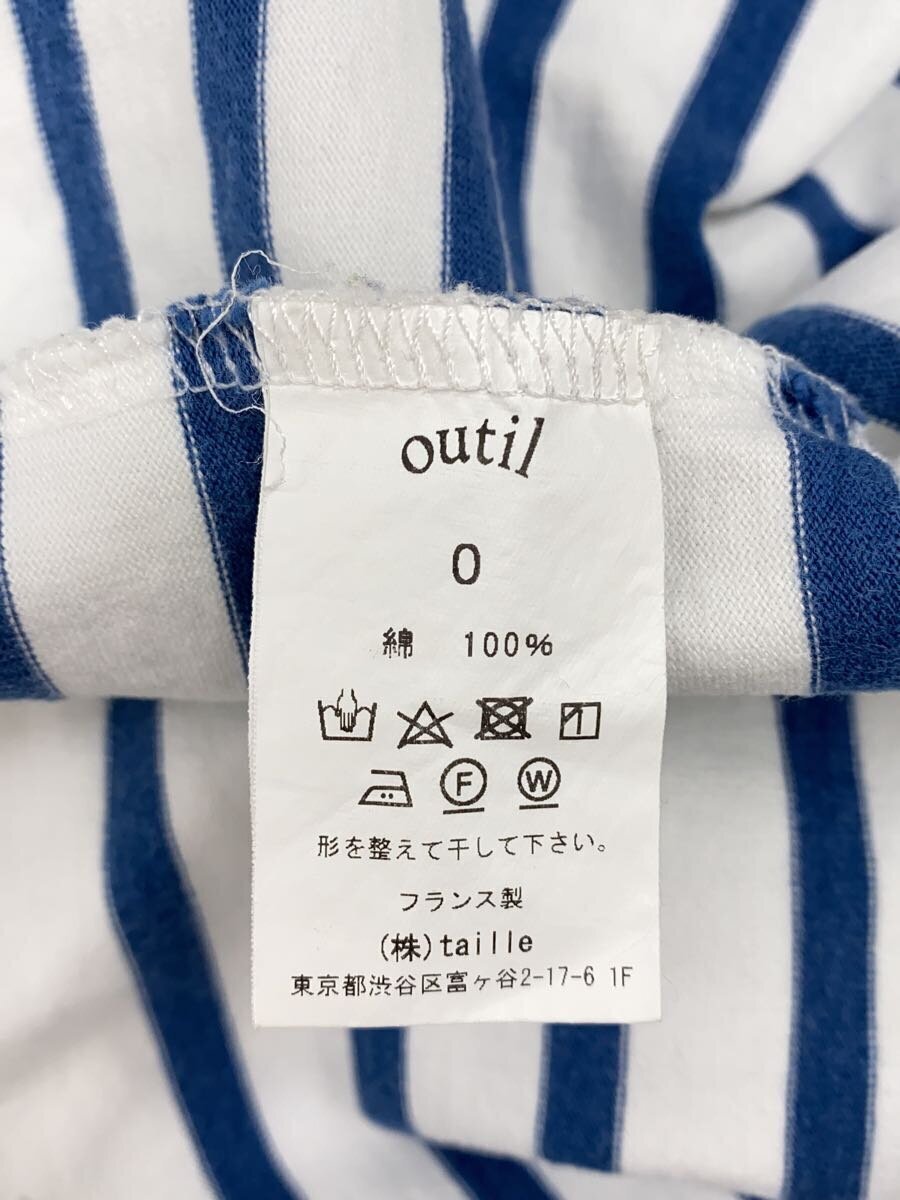 outil
0
綿 100%
F W
形を整えて干して下さい。
フランス製
(株)taille
東京都渋谷区富ヶ谷2-17-6 1F